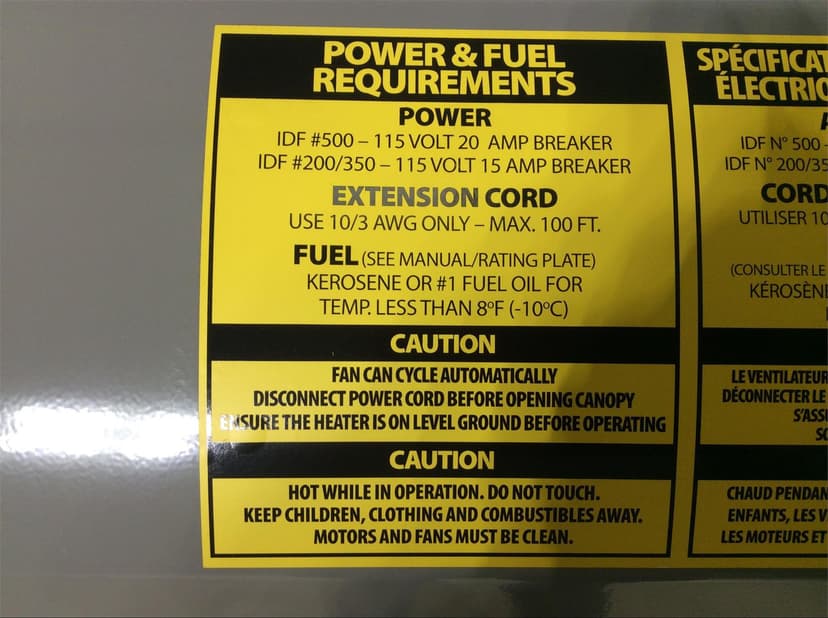 POWER & FUEL
REQUIREMENTS
POWER
IDF #500 – 115 VOLT 20 AMP BREAKER
IDF #200/350 – 115 VOLT 15 AMP BREAKER
EXTENSION CORD
USE 10/3 AWG ONLY – MAX. 100 FT.
FUEL (SEE MANUAL/RATING PLATE)
KEROSENE OR #1 FUEL OIL FOR
TEMP. LESS THAN 8ºF (-10ºC)
CAUTION
FAN CAN CYCLE AUTOMATICALLY
DISCONNECT POWER CORD BEFORE OPENING CANOPY
ENSURE THE HEATER IS ON LEVEL GROUND BEFORE OPERATING
CAUTION
HOT WHILE IN OPERATION. DO NOT TOUCH.
KEEP CHILDREN, CLOTHING AND COMBUSTIBLES AWAY.
MOTORS AND FANS MUST BE CLEAN.
SPÉCIFICAT
ÉLECTRIC
IDF N° 500 -
IDF N° 200/35
CORD
UTILISER 10
(CONSULTER LE
KÉROSÈN
LE VENTILATEUR
DÉCONNECTER LE
S'ASSU
SO
CHAUD PENDAN
ENFANTS, LES V
LES MOTEURS ET